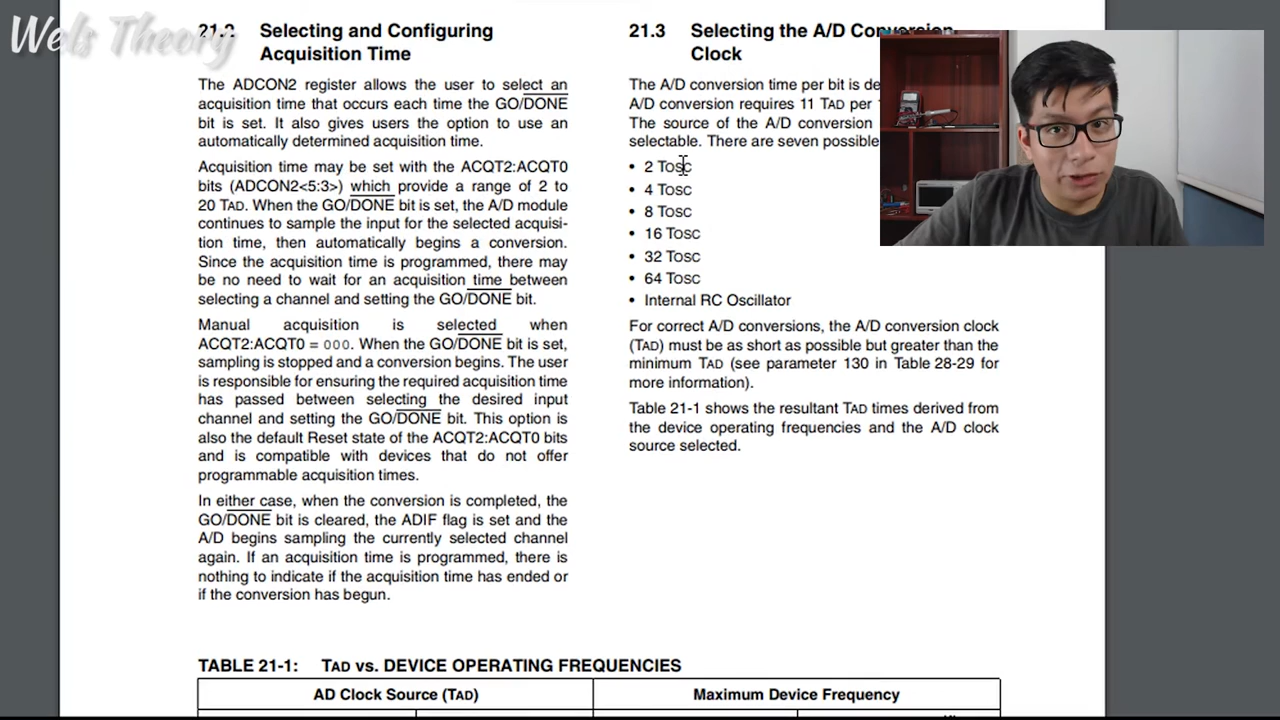 Wels Theory
21.2 Selecting and Configuring
Acquisition Time
The ADCON2 register allows the user to select an
acquisition time that occurs each time the GO/DONE
bit is set. It also gives users the option to use an
automatically determined acquisition time.
Acquisition time may be set with the ACQT2:ACQT0
bits (ADCON2<5:3>) which provide a range of 2 to
20 TAD. When the GO/DONE bit is set, the A/D module
continues to sample the input for the selected acquisi-
tion time, then automatically begins a conversion.
Since the acquisition time is programmed, there may
be no need to wait for an acquisition time between
selecting a channel and setting the GO/DONE bit.
Manual acquisition is selected when
ACQT2:ACQT0 = 000. When the GO/DONE bit is set,
sampling is stopped and a conversion begins. The user
is responsible for ensuring the required acquisition time
has passed between selecting the desired input
channel and setting the GO/DONE bit. This option is
also the default Reset state of the ACQT2:ACQT0 bits
and is compatible with devices that do not offer
programmable acquisition times.
In either case, when the conversion is completed, the
GO/DONE bit is cleared, the ADIF flag is set and the
A/D begins sampling the currently selected channel
again. If an acquisition time is programmed, there is
nothing to indicate if the acquisition time has ended or
if the conversion has begun.
21.3 Selecting the A/D Conversion
Clock
The A/D conversion time per bit is
A/D conversion requires 11 TAD per
The source of the A/D conversion
selectable. There are seven possible
• 2 TOSC
• 4 TOSC
• 8 TOSC
• 16 TOSC
• 32 TOSC
• 64 TOSC
• Internal RC Oscillator
For correct A/D conversions, the A/D conversion clock
(TAD) must be as short as possible but greater than the
minimum TAD (see parameter 130 in Table 28-29 for
more information).
Table 21-1 shows the resultant TAD times derived from
the device operating frequencies and the A/D clock
source selected.
TABLE 21-1: TAD vs. DEVICE OPERATING FREQUENCIES
AD Clock Source (TAD) Maximum Device Frequency